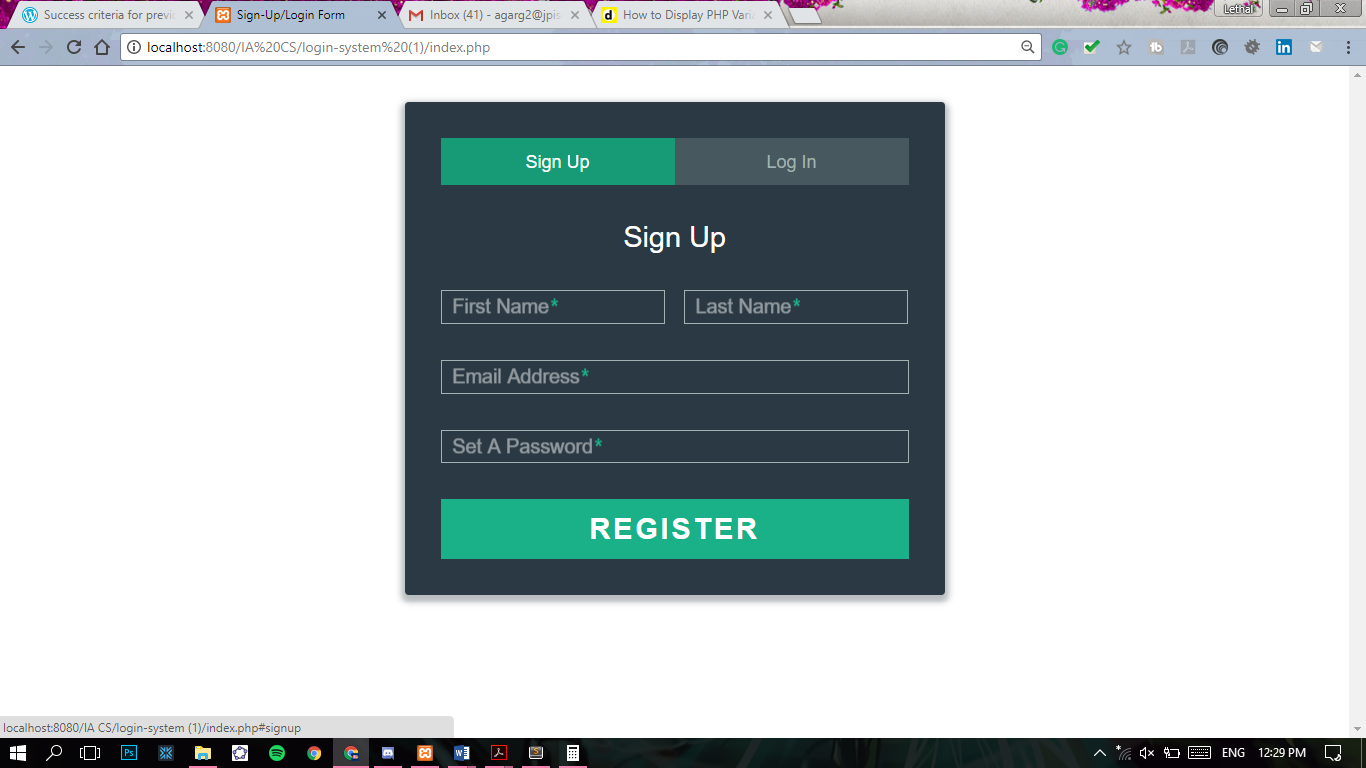 Success criteria for previ
Sign-Up/Login Form
Inbox (41) - agarg2@jpis
How to Display PHP Vari
Lethal
localhost:8080/IA%20CS/login-system%20(1)/index.php
Sign Up
Log In
Sign Up
First Name*
Last Name*
Email Address*
Set A Password*
REGISTER
localhost:8080/IA CS/login-system (1)/index.php#signup
ENG
12:29 PM